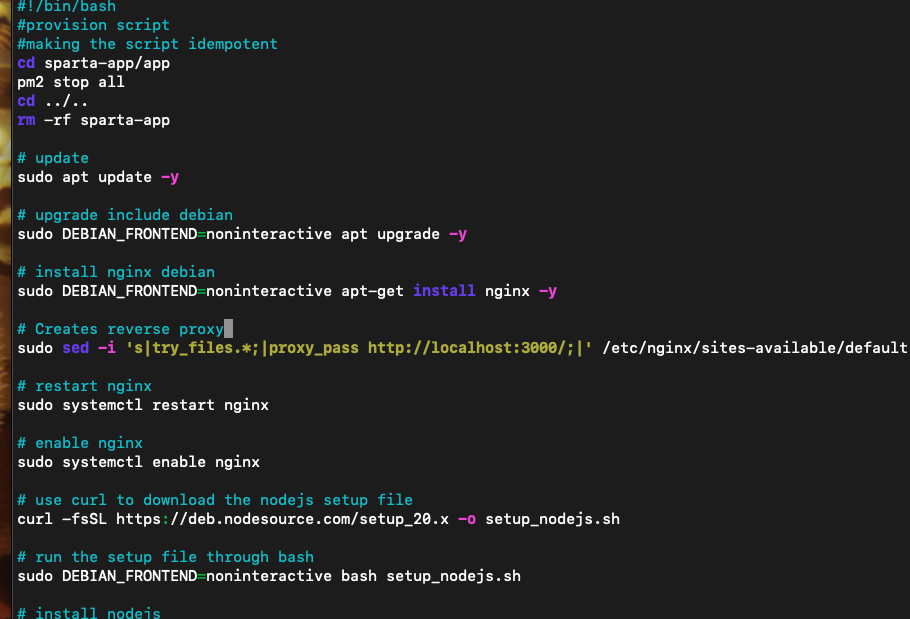 #!/bin/bash
#provision script
#making the script idempotent
cd sparta-app/app
pm2 stop all
cd ../..
rm -rf sparta-app
# update
sudo apt update -y
# upgrade include debian
sudo DEBIAN_FRONTEND=noninteractive apt upgrade -y
# install nginx debian
sudo DEBIAN_FRONTEND=noninteractive apt-get install nginx -y
# Creates reverse proxy
sudo sed -i 's|try_files.*;|proxy_pass http://localhost:3000/;|' /etc/nginx/sites-available/default
# restart nginx
sudo systemctl restart nginx
# enable nginx
sudo systemctl enable nginx
# use curl to download the nodejs setup file
curl -fsSL https://deb.nodesource.com/setup_20.x -o setup_nodejs.sh
# run the setup file through bash
sudo DEBIAN_FRONTEND=noninteractive bash setup_nodejs.sh
# install nodejs